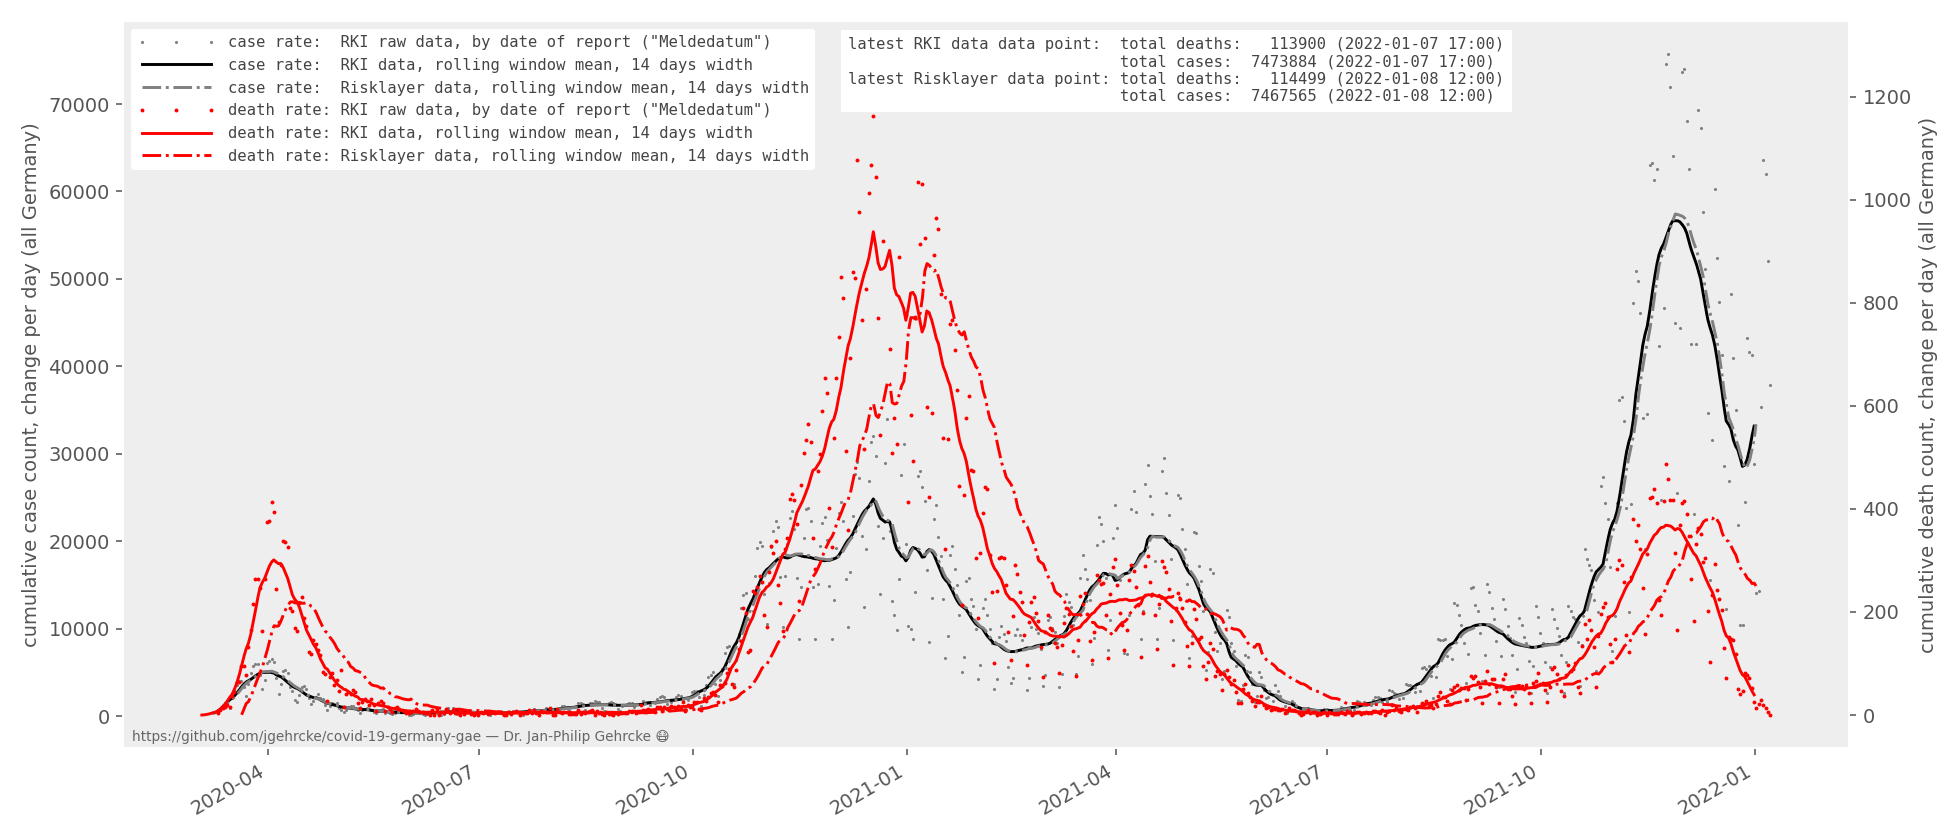 case rate:  RKI raw data, by date of report ("Meldedatum")
case rate:  RKI data, rolling window mean, 14 days width
case rate:  Risklayer data, rolling window mean, 14 days width
death rate: RKI raw data, by date of report ("Meldedatum")
death rate: RKI data, rolling window mean, 14 days width
death rate: Risklayer data, rolling window mean, 14 days width
latest RKI data data point:  total deaths:   113900 (2022-01-07 17:00)
total cases:  7473884 (2022-01-07 17:00)
latest Risklayer data point: total deaths:   114499 (2022-01-08 12:00)
total cases:  7467565 (2022-01-08 12:00)
cumulative case count, change per day (all Germany)
70000
60000
50000
40000
30000
20000
10000
0
1200
1000
800
600
400
200
0
cumulative death count, change per day (all Germany)
https://github.com/jgehrcke/covid-19-germany-gae — Dr. Jan-Philip Gehrcke 😷
2020-04
2020-07
2020-10
2021-01
2021-04
2021-07
2021-10
2022-01